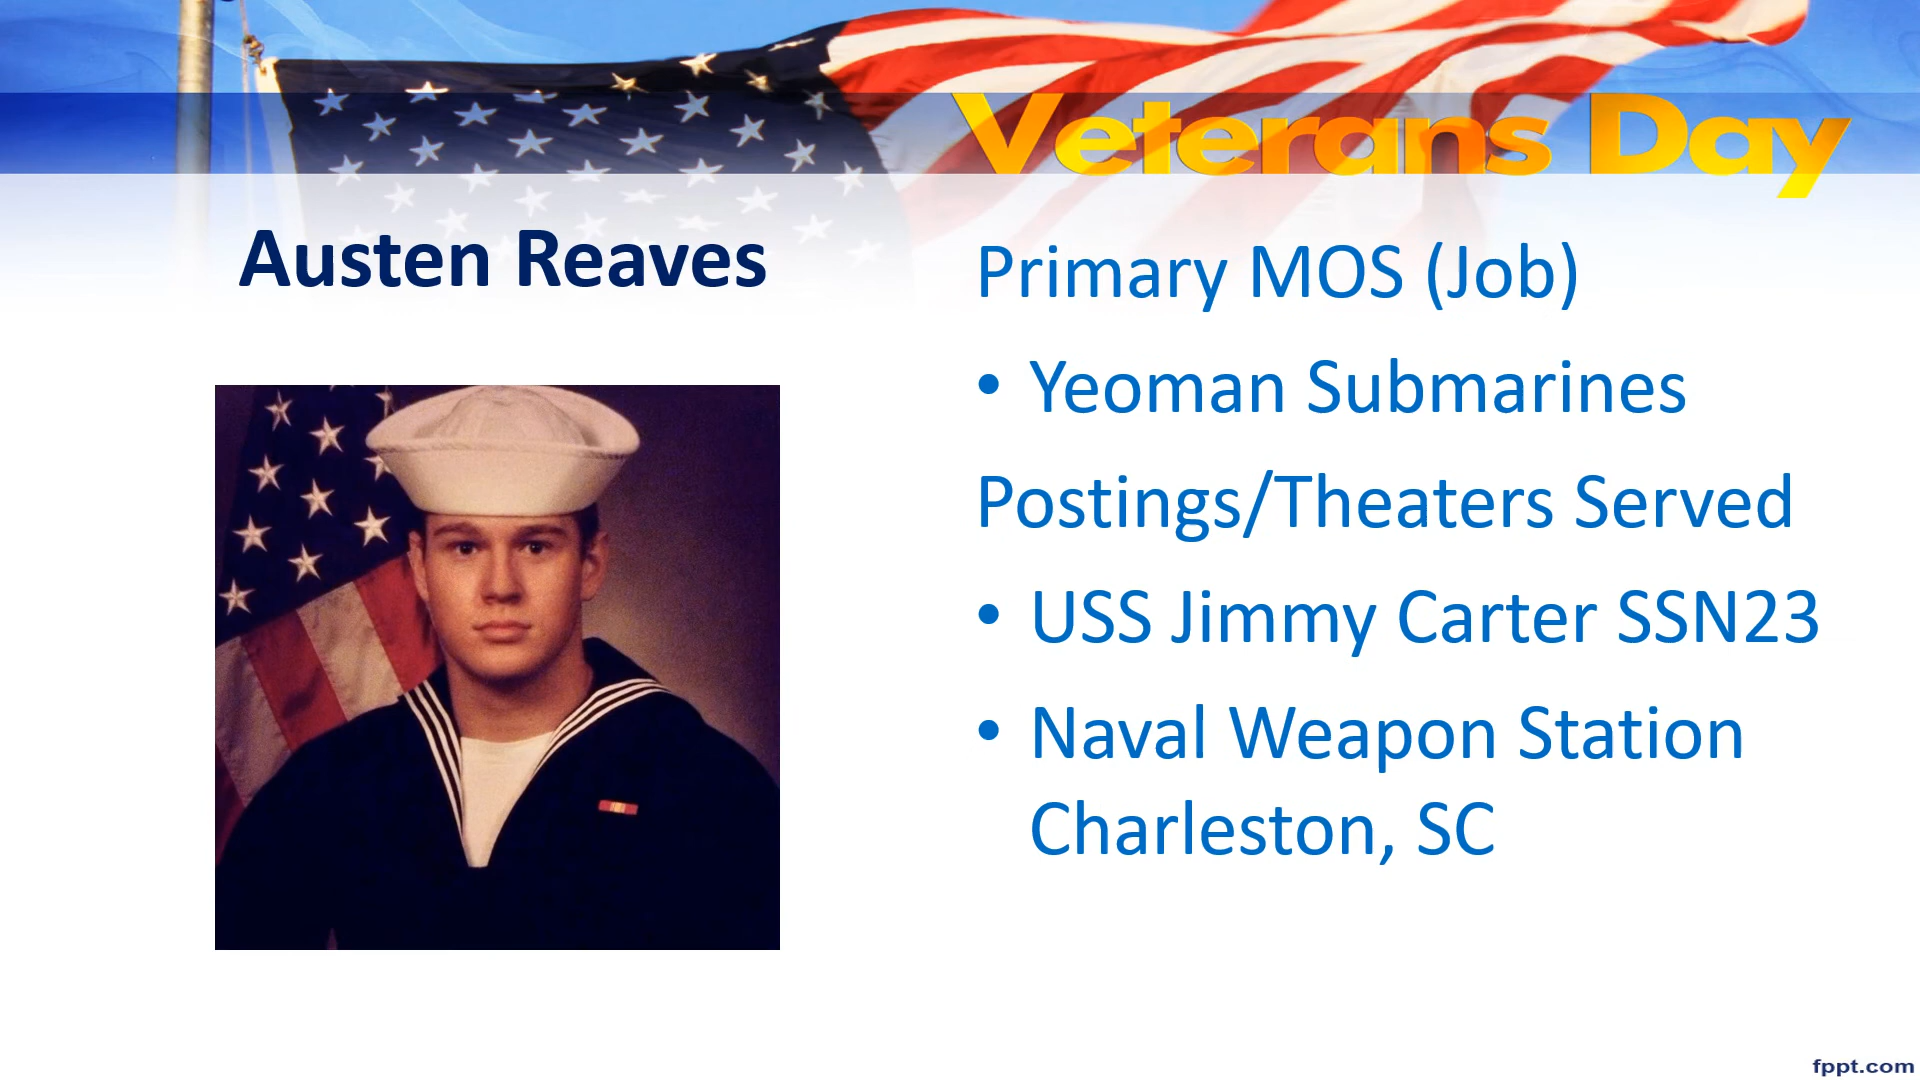 Veterans Day
Austen Reaves
Primary MOS (Job)
• Yeoman Submarines
Postings/Theaters Served
• USS Jimmy Carter SSN23
• Naval Weapon Station
Charleston, SC
fppt.com